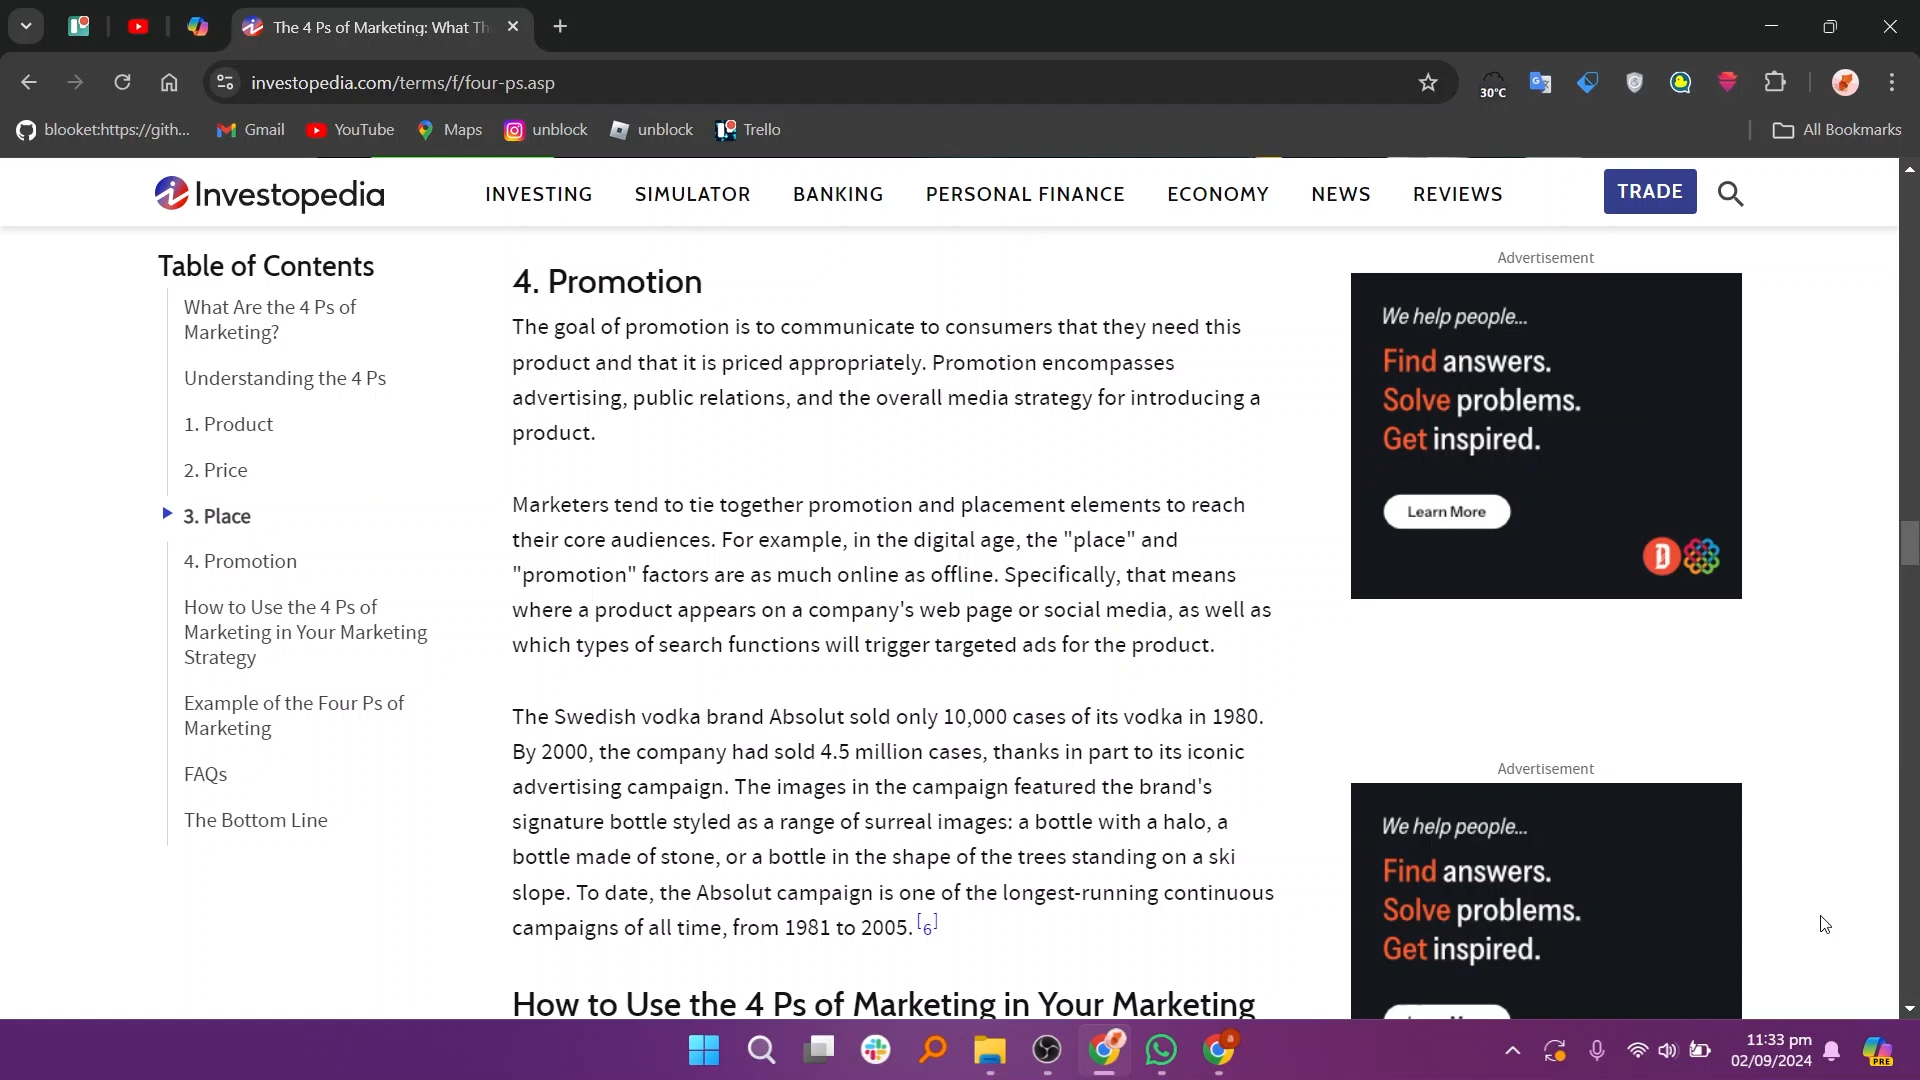 The 4 Ps of Marketing: What Th
investopedia.com/terms/f/four-ps.asp
30°C
blooket:https://gith...
Gmail
YouTube
Maps
unblock
unblock
Trello
All Bookmarks
Investopedia
INVESTING
SIMULATOR
BANKING
PERSONAL FINANCE
ECONOMY
NEWS
REVIEWS
TRADE
Table of Contents
What Are the 4 Ps of
Marketing?
Understanding the 4 Ps
1. Product
2. Price
3. Place
4. Promotion
How to Use the 4 Ps of
Marketing in Your Marketing
Strategy
Example of the Four Ps of
Marketing
FAQs
The Bottom Line
4. Promotion
The goal of promotion is to communicate to consumers that they need this
product and that it is priced appropriately. Promotion encompasses
advertising, public relations, and the overall media strategy for introducing a
product.
Marketers tend to tie together promotion and placement elements to reach
their core audiences. For example, in the digital age, the "place" and
"promotion" factors are as much online as offline. Specifically, that means
where a product appears on a company's web page or social media, as well as
which types of search functions will trigger targeted ads for the product.
The Swedish vodka brand Absolut sold only 10,000 cases of its vodka in 1980.
By 2000, the company had sold 4.5 million cases, thanks in part to its iconic
advertising campaign. The images in the campaign featured the brand's
signature bottle styled as a range of surreal images: a bottle with a halo, a
bottle made of stone, or a bottle in the shape of the trees standing on a ski
slope. To date, the Absolut campaign is one of the longest-running continuous
campaigns of all time, from 1981 to 2005. [6]
How to Use the 4 Ps of Marketing in Your Marketing
Advertisement
We help people...
Find answers.
Solve problems.
Get inspired.
Learn More
D
Advertisement
We help people...
Find answers.
Solve problems.
Get inspired.
11:33 pm
02/09/2024
PRE